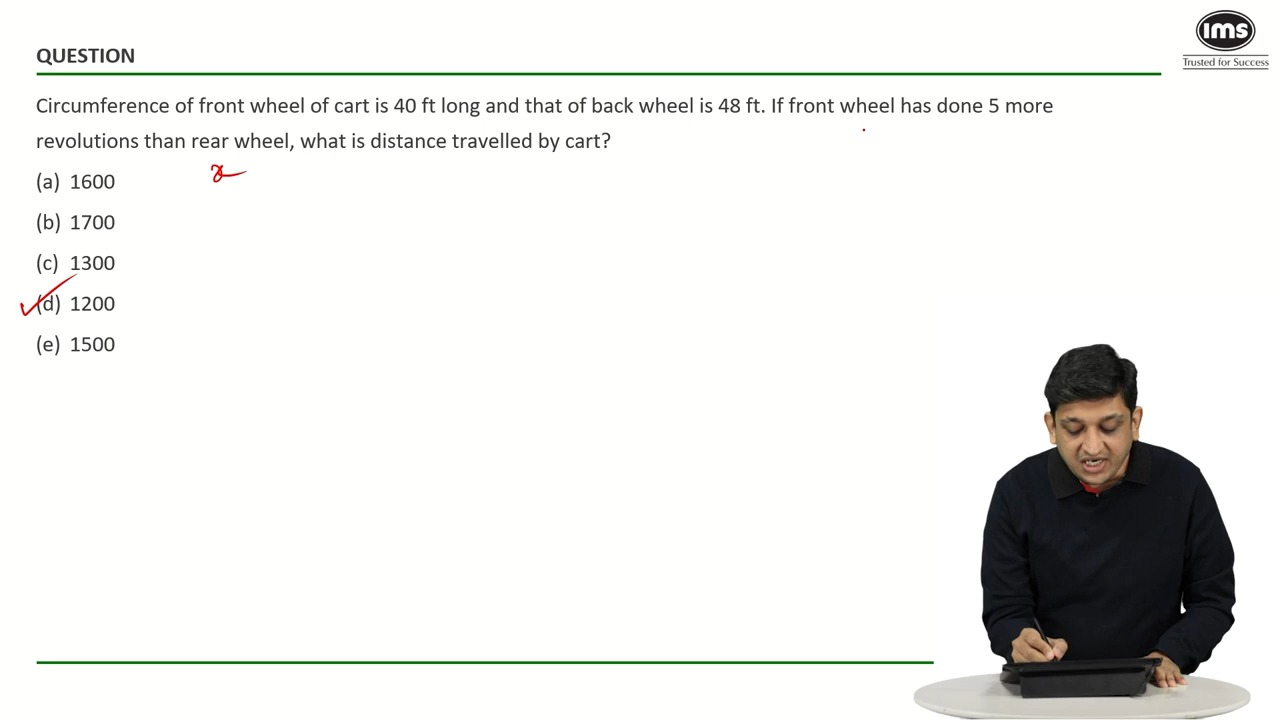 ims
Trusted for Success
QUESTION
Circumference of front wheel of cart is 40 ft long and that of back wheel is 48 ft. If front wheel has done 5 more
revolutions than rear wheel, what is distance travelled by cart?
x
(a) 1600
(b) 1700
(c) 1300
(d) 1200
(e) 1500